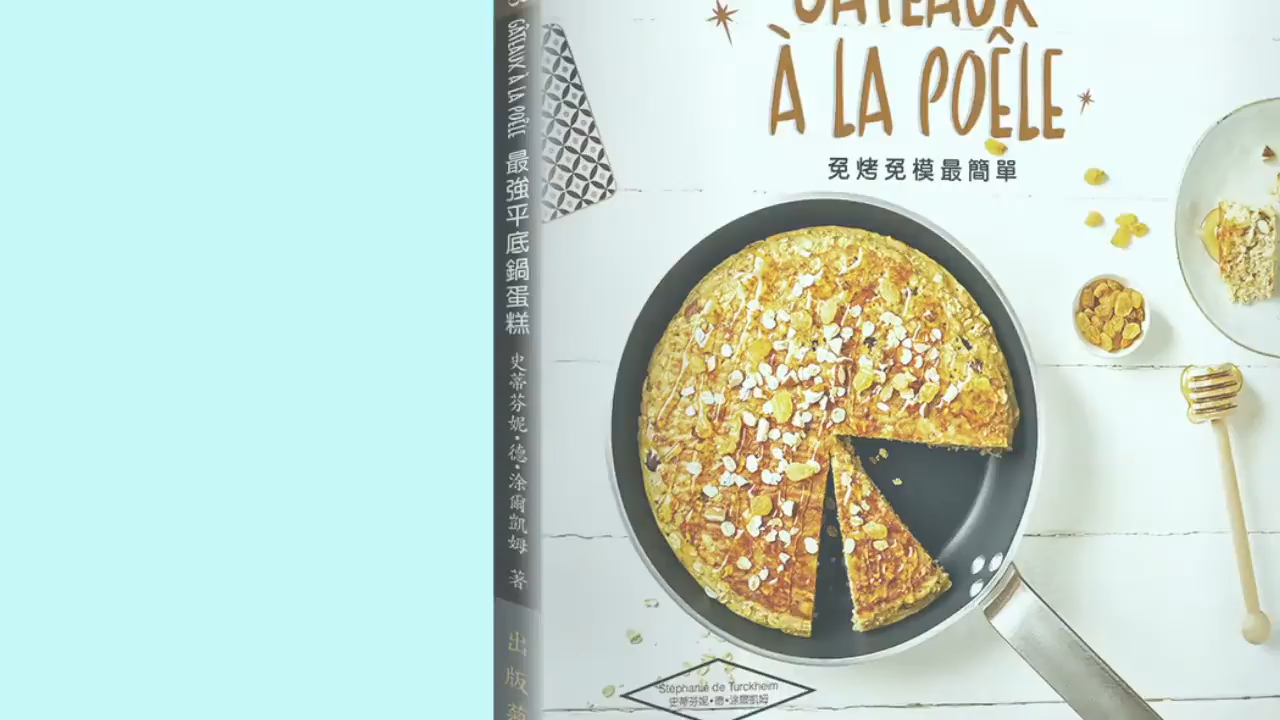 GÂTEAUX À LA POÊLE 最強平底鍋蛋糕 史蒂芬妮•德•涂爾凱姆 著 出版
GÂTEAUX
À LA POÊLE
免烤免模最簡單
Stéphanie de Turckheim
史蒂芬妮•德•涂爾凱姆